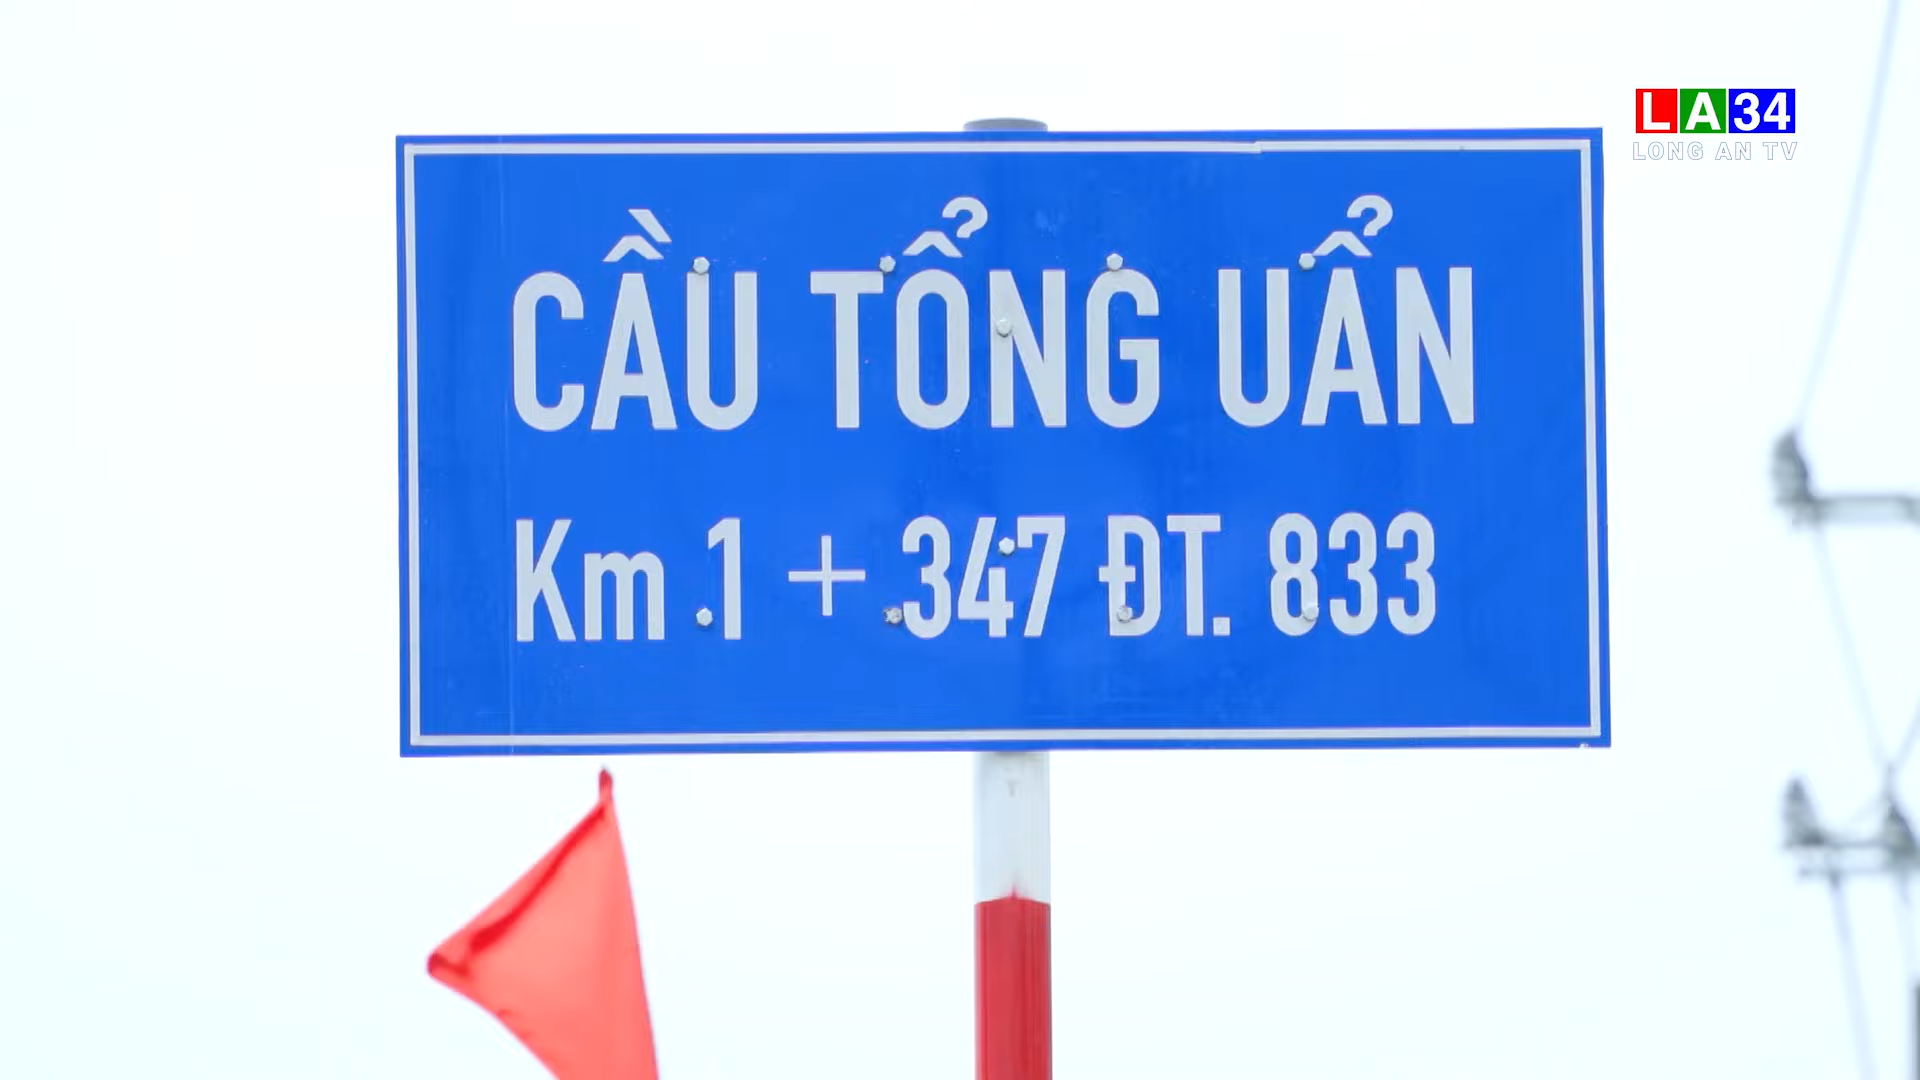 LA34
LONG AN TV
CẦU TỔNG UẨN
Km 1 + 347 ĐT. 833